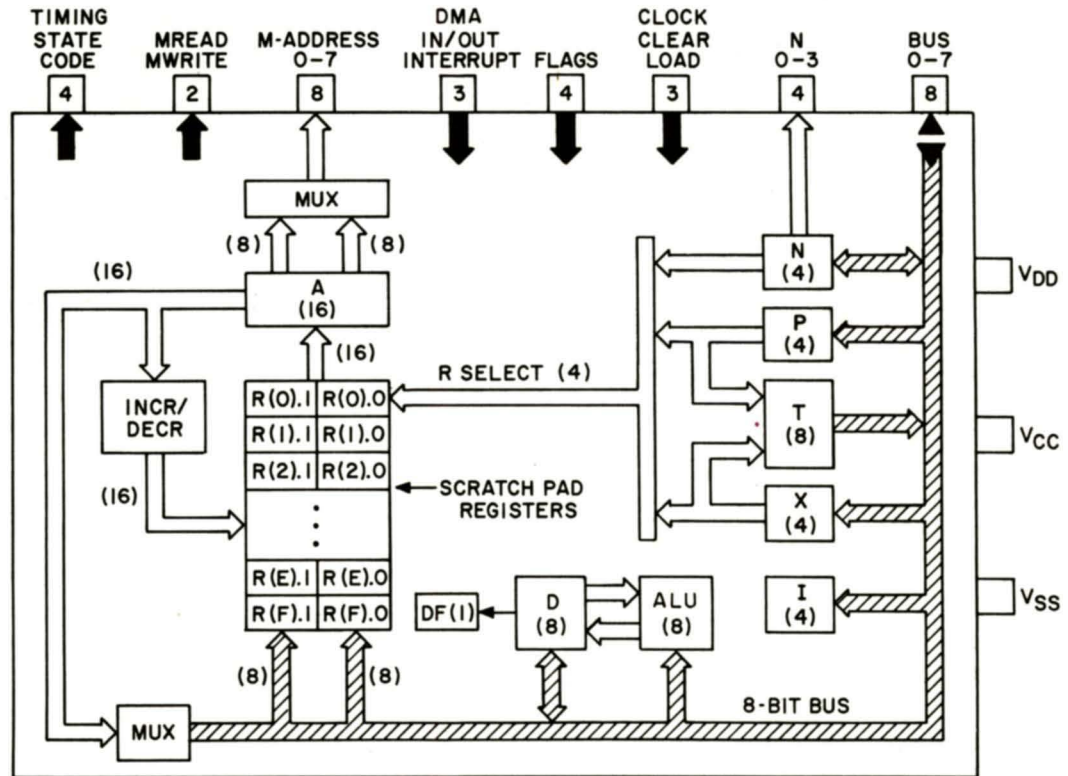 TIMING
STATE
CODE
MREAD
MWRITE
M-ADDRESS
0-7
DMA
IN/OUT
INTERRUPT
FLAGS
CLOCK
CLEAR
LOAD
N
0-3
BUS
0-7
4
2
8
3
4
3
4
8
MUX
(8)
(8)
(16)
A
(16)
(16)
N
(4)
VDD
P
(4)
INCR/
DECR
R SELECT (4)
R(0).1 R(0).0
R(1).1 R(1).0
R(2).1 R(2).0
T
(8)
VCC
(16)
SCRATCH PAD
REGISTERS
X
(4)
R(E).1 R(E).0
R(F).1 R(F).0
DF(1)
D
(8)
ALU
(8)
I
(4)
VSS
(8)
(8)
MUX
8-BIT BUS